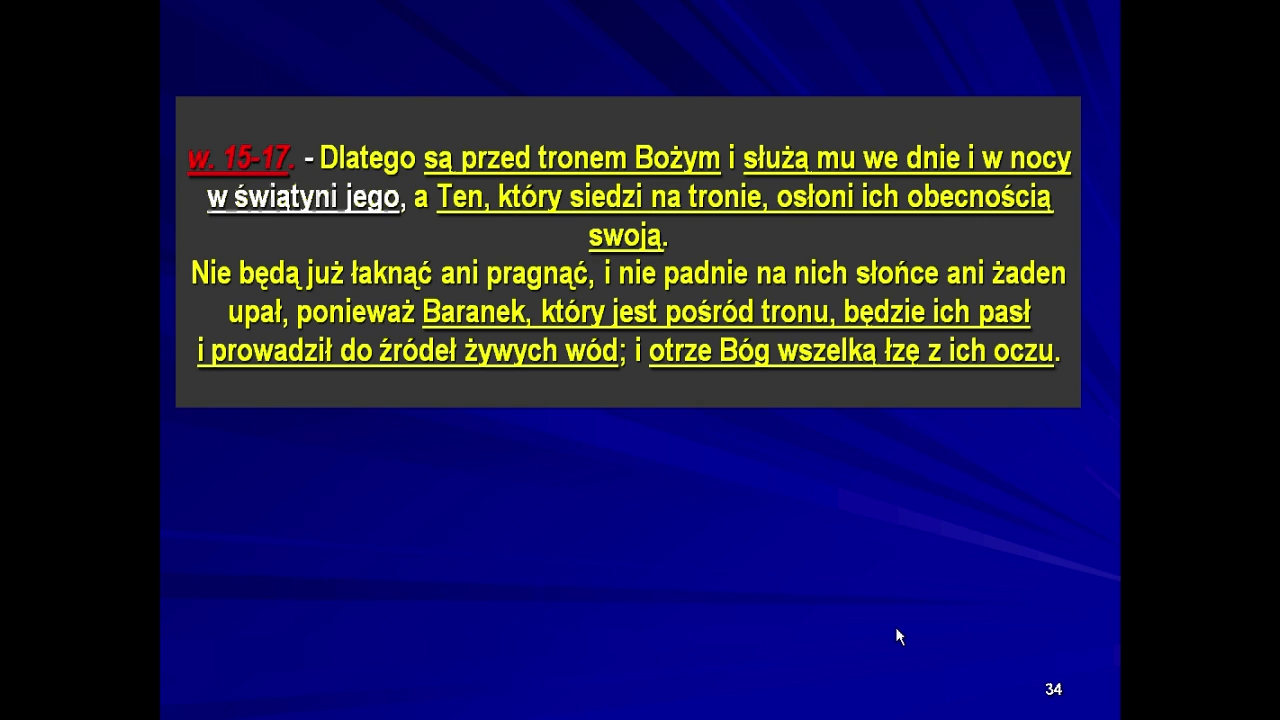 w. 15-17. - Dlatego są przed tronem Bożym i służą mu we dnie i w nocy
w świątyni jego, a Ten, który siedzi na tronie, osłoni ich obecnością
swoją.
Nie będą już łaknąć ani pragnąć, i nie padnie na nich słońce ani żaden
upał, ponieważ Baranek, który jest pośród tronu, będzie ich pasł
i prowadził do źródeł żywych wód; i otrze Bóg wszelką łzę z ich oczu.
34